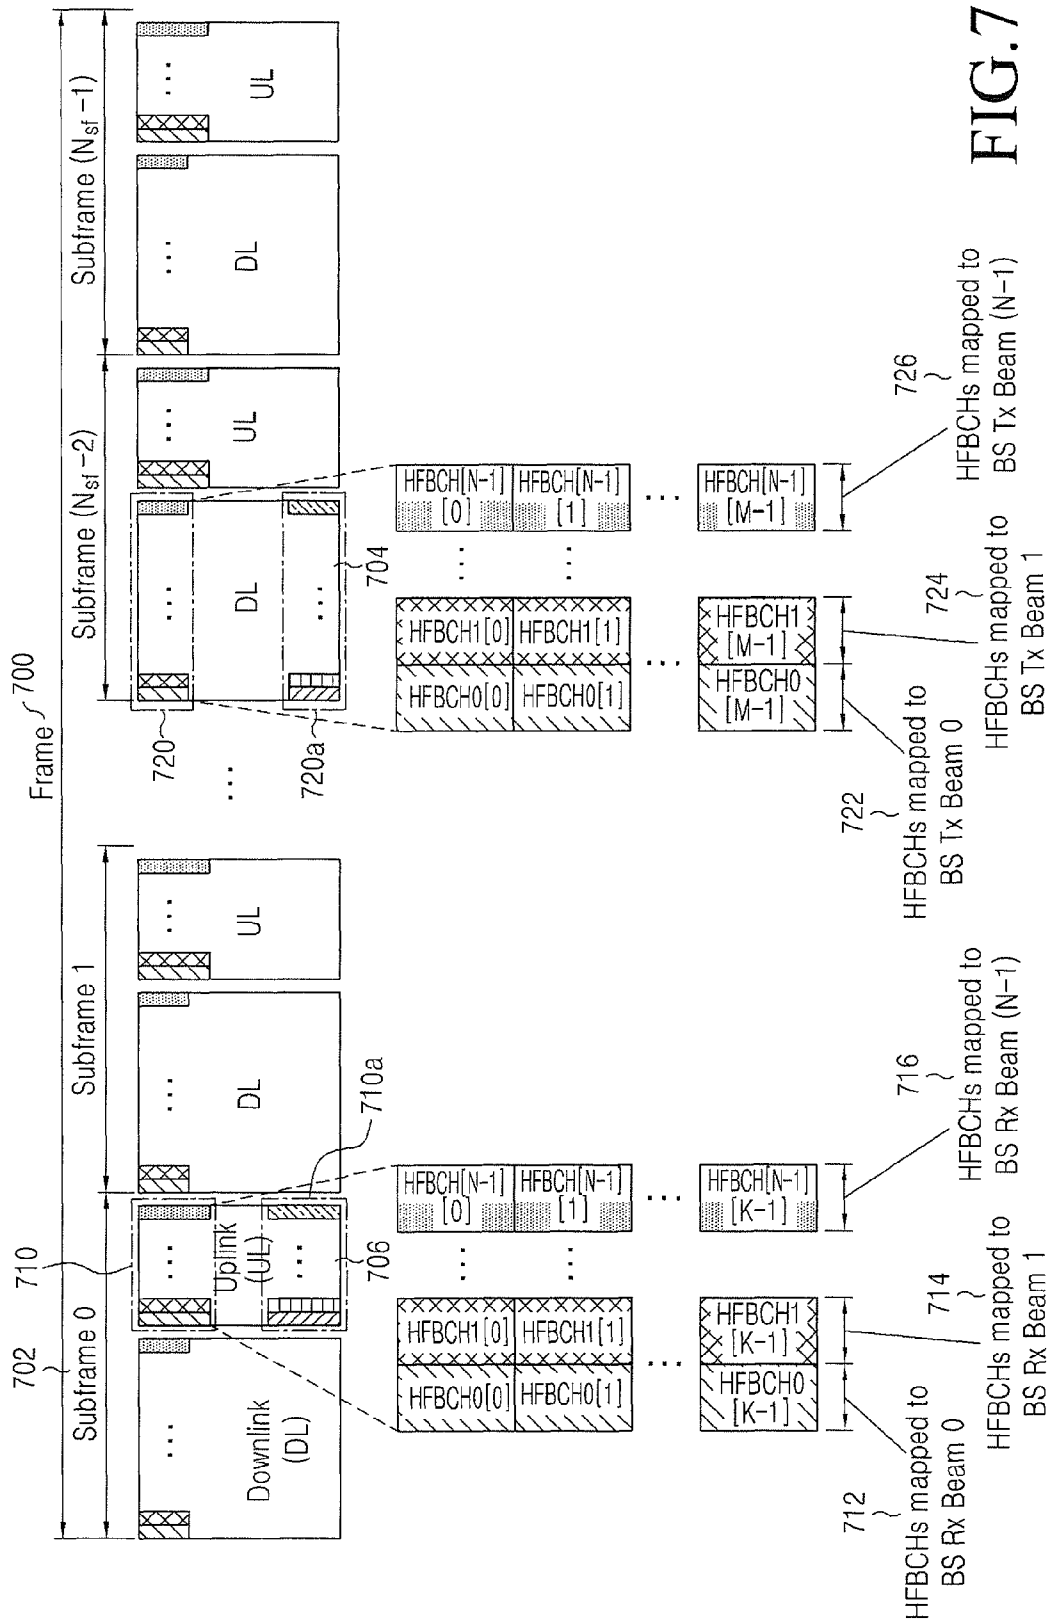 Frame 700
702
Subframe 0
Subframe 1
Subframe (Nsf-2)
Subframe (Nsf-1)
710
...
Downlink
(DL)
...
Uplink
(UL)
...
706
710a
...
DL
...
UL
...
720
720a
...
DL
...
704
...
UL
...
DL
...
UL
HFBCH0[0]
HFBCH1[0]
...
HFBCH[N-1]
[0]
HFBCH0[1]
HFBCH1[1]
...
HFBCH[N-1]
[1]
...
...
HFBCH0
[K-1]
HFBCH1
[K-1]
HFBCH[N-1]
[K-1]
712
HFBCHs mapped to
BS Rx Beam 0
714
HFBCHs mapped to
BS Rx Beam 1
716
HFBCHs mapped to
BS Rx Beam (N-1)
HFBCH0[0]
HFBCH1[0]
...
HFBCH[N-1]
[0]
HFBCH0[1]
HFBCH1[1]
...
HFBCH[N-1]
[1]
...
...
HFBCH0
[M-1]
HFBCH1
[M-1]
HFBCH[N-1]
[M-1]
722
HFBCHs mapped to
BS Tx Beam 0
724
HFBCHs mapped to
BS Tx Beam 1
726
HFBCHs mapped to
BS Tx Beam (N-1)
FIG.7